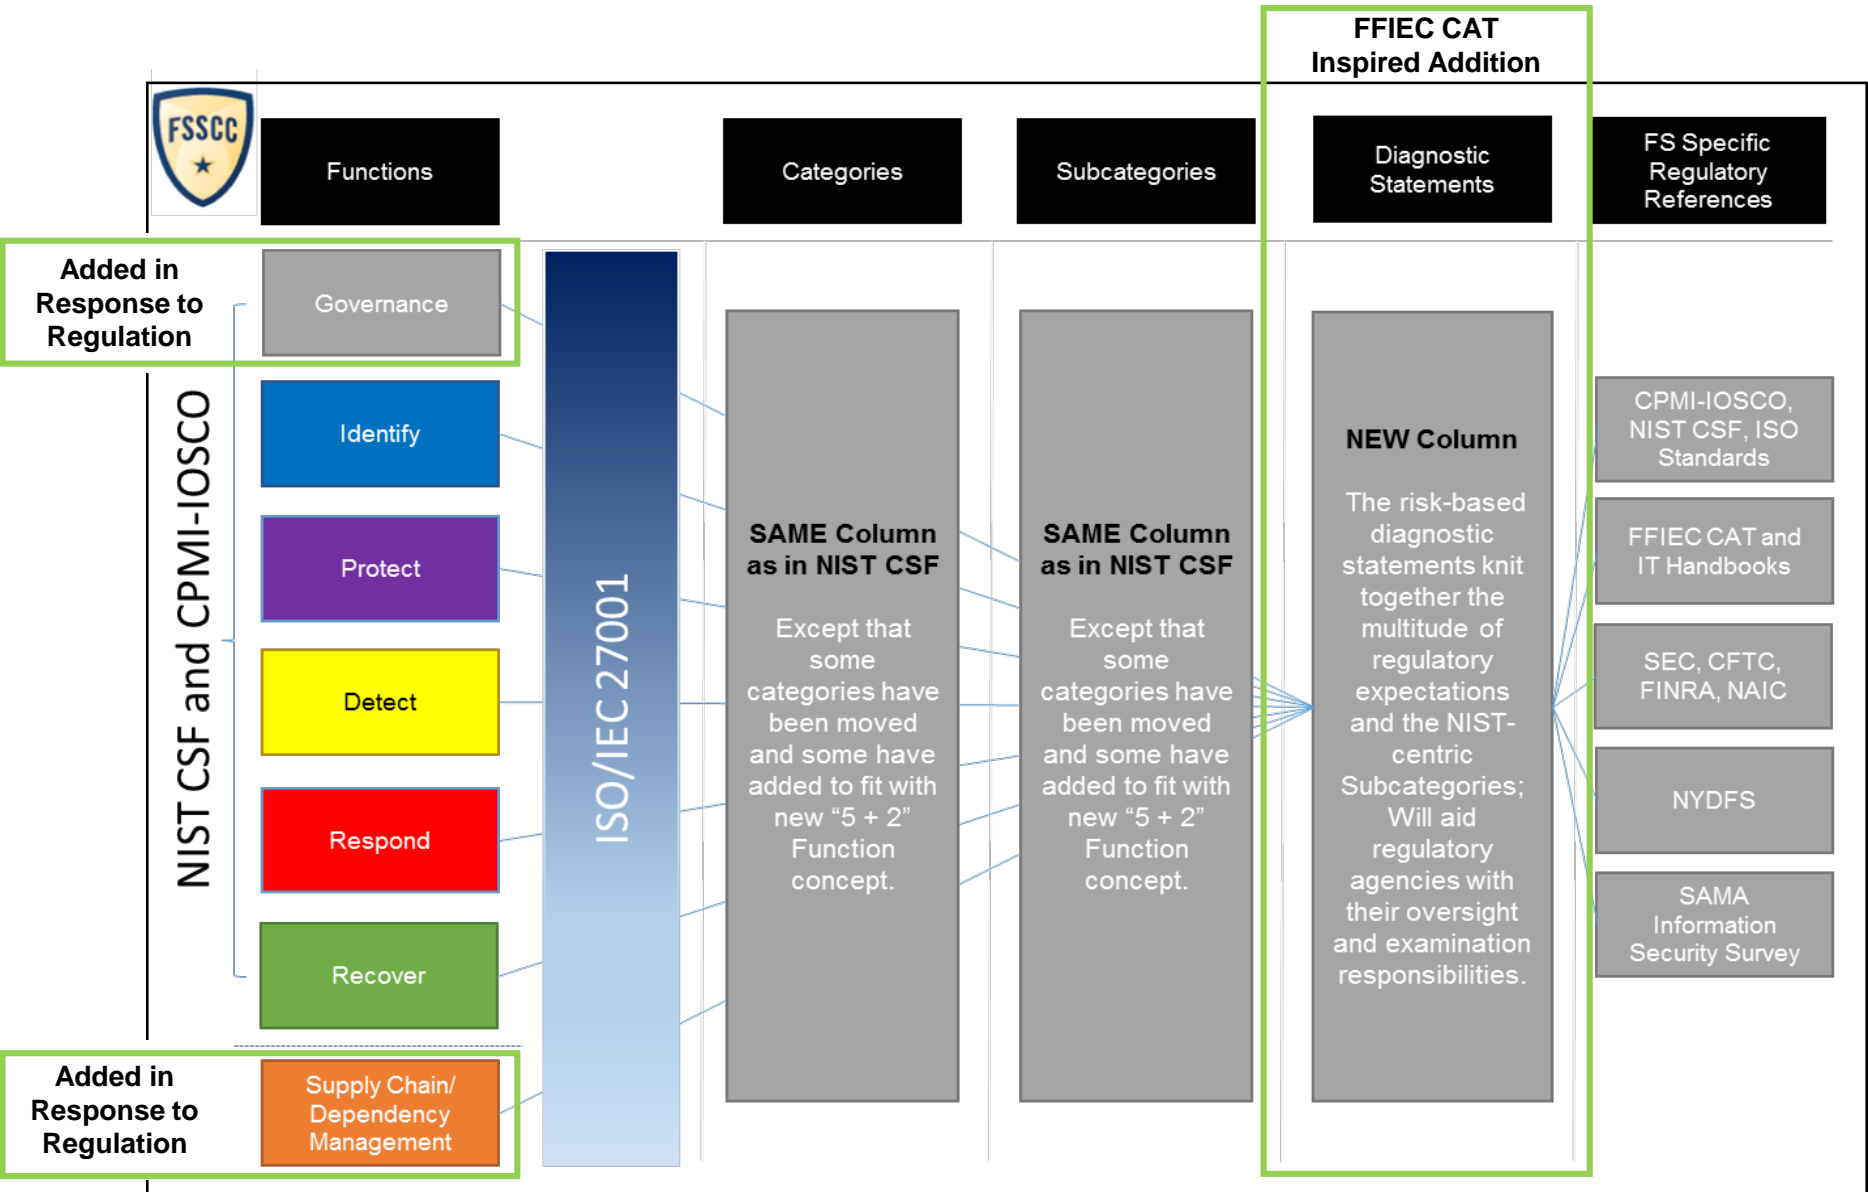 FFIEC CAT
Inspired Addition
FSSCC
Functions
Categories
Subcategories
Diagnostic
Statements
FS Specific
Regulatory
References
Added in
Response to
Regulation
NIST CSF and CPMI-IOSCO
Governance
Identify
Protect
Detect
Respond
Recover
Added in
Response to
Regulation
Supply Chain/
Dependency
Management
ISO/IEC 27001
SAME Column
as in NIST CSF
Except that
some
categories have
been moved
and some have
added to fit with
new “5 + 2”
Function
concept.
SAME Column
as in NIST CSF
Except that
some
categories have
been moved
and some have
added to fit with
new “5 + 2”
Function
concept.
NEW Column
The risk-based
diagnostic
statements knit
together the
multitude of
regulatory
expectations
and the NIST-
centric
Subcategories;
Will aid
regulatory
agencies with
their oversight
and examination
responsibilities.
CPMI-IOSCO,
NIST CSF, ISO
Standards
FFIEC CAT and
IT Handbooks
SEC, CFTC,
FINRA, NAIC
NYDFS
SAMA
Information
Security Survey